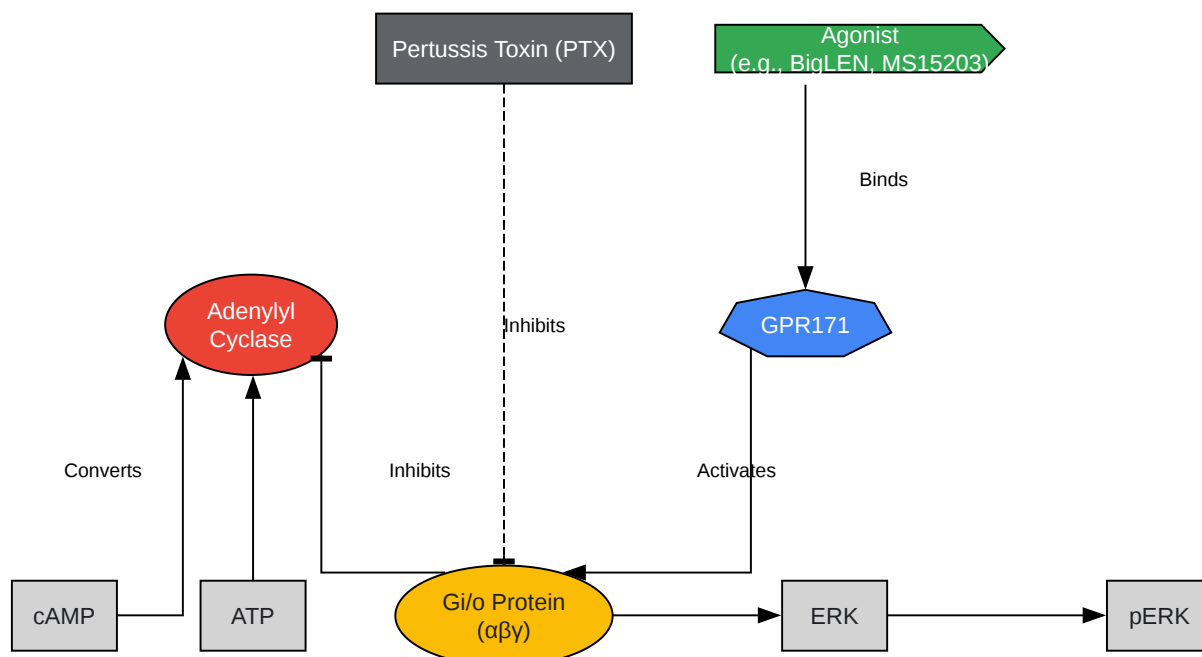 Pertussis Toxin (PTX)
Agonist
(e.g., BigLEN, MS15203)
Binds
Adenylyl
Cyclase
Inhibits
GPR171
Converts
Inhibits
Activates
cAMP
ATP
Gi/o Protein
(αβγ)
ERK
pERK